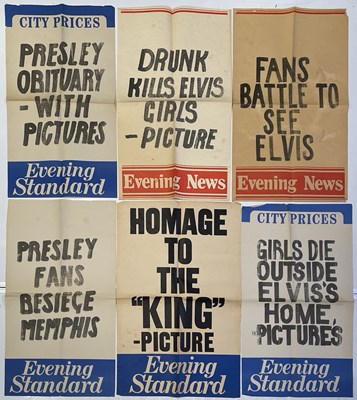 CITY PRICES
PRESLEY
OBITUARY
- WITH
PICTURES
Evening
Standard
DRUNK
KILLS ELVIS
GIRLS
-PICTURE
Evening News
FANS
BATTLE TO
SEE
ELVIS
Evening News
PRESLEY
FANS
BESIEGE
MEMPHIS
Evening
Standard
HOMAGE
TO
THE
"KING"
-PICTURE
Evening
Standard
CITY PRICES
GIRLS DIE
OUTSIDE
ELVIS'S
HOME,
PICTURES
Evening
Standard